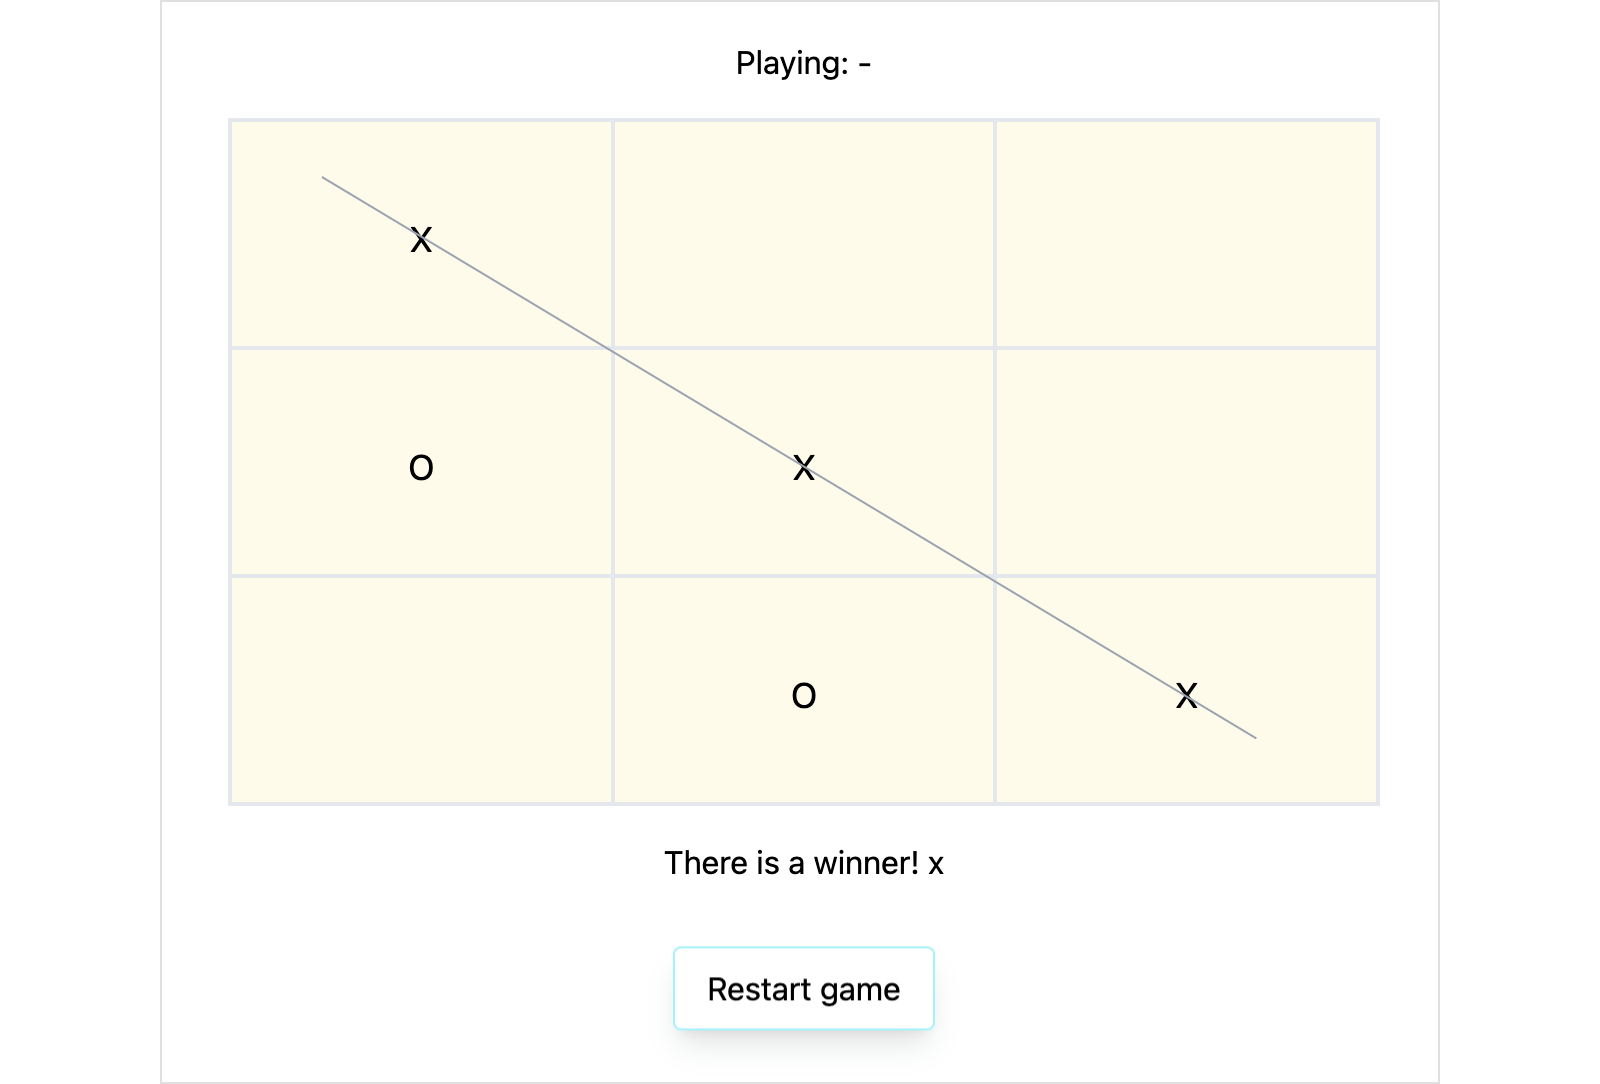 Playing: -
x
o x
o x
There is a winner! x
Restart game